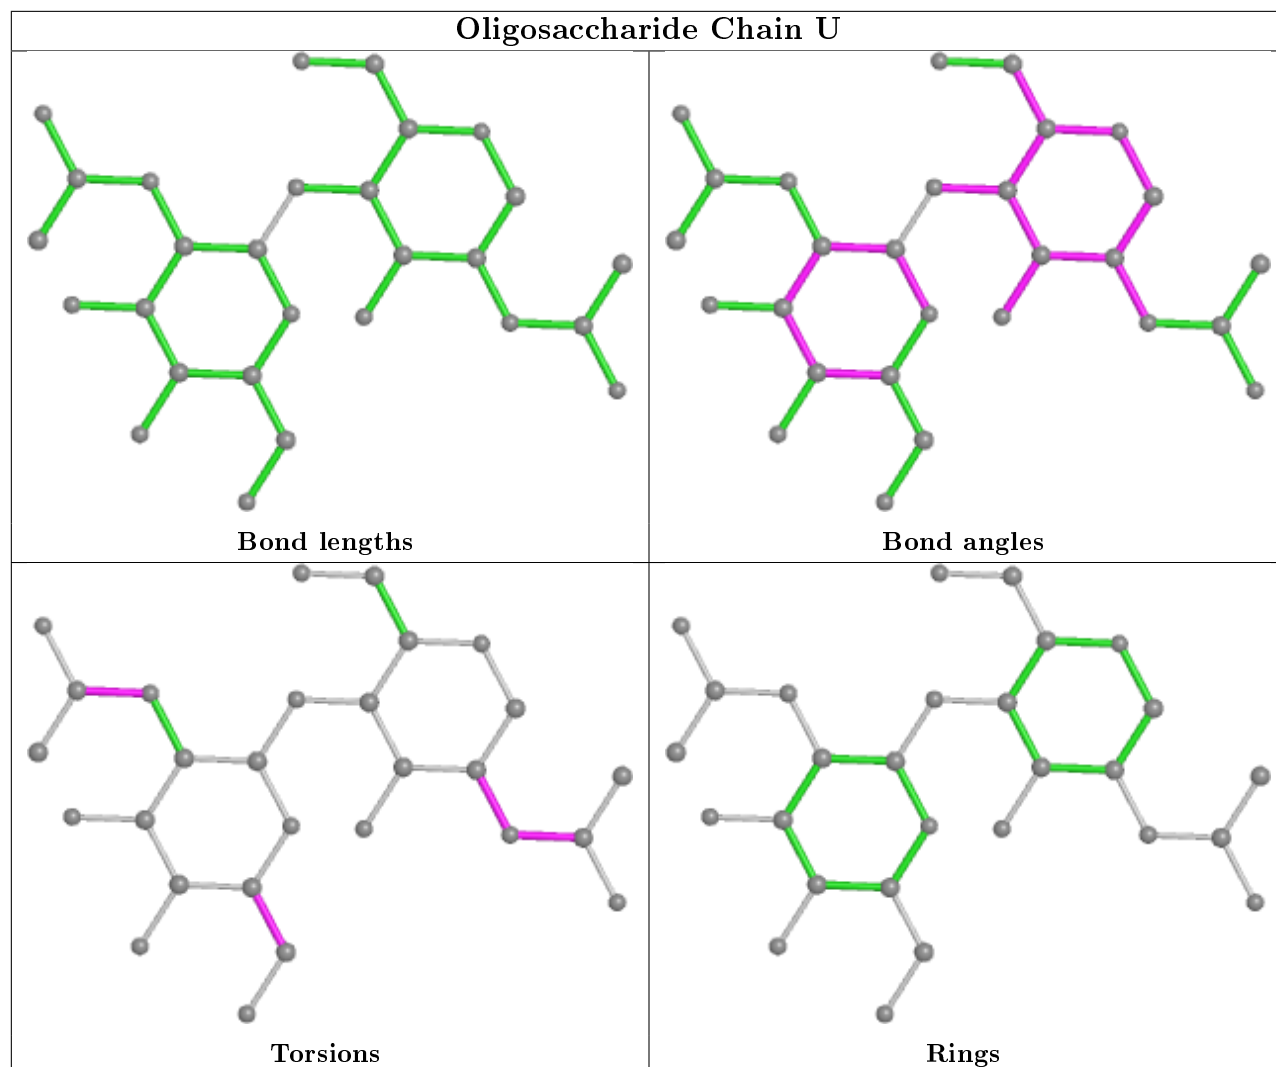 Oligosaccharide Chain U
Bond lengths
Bond angles
Torsions
Rings